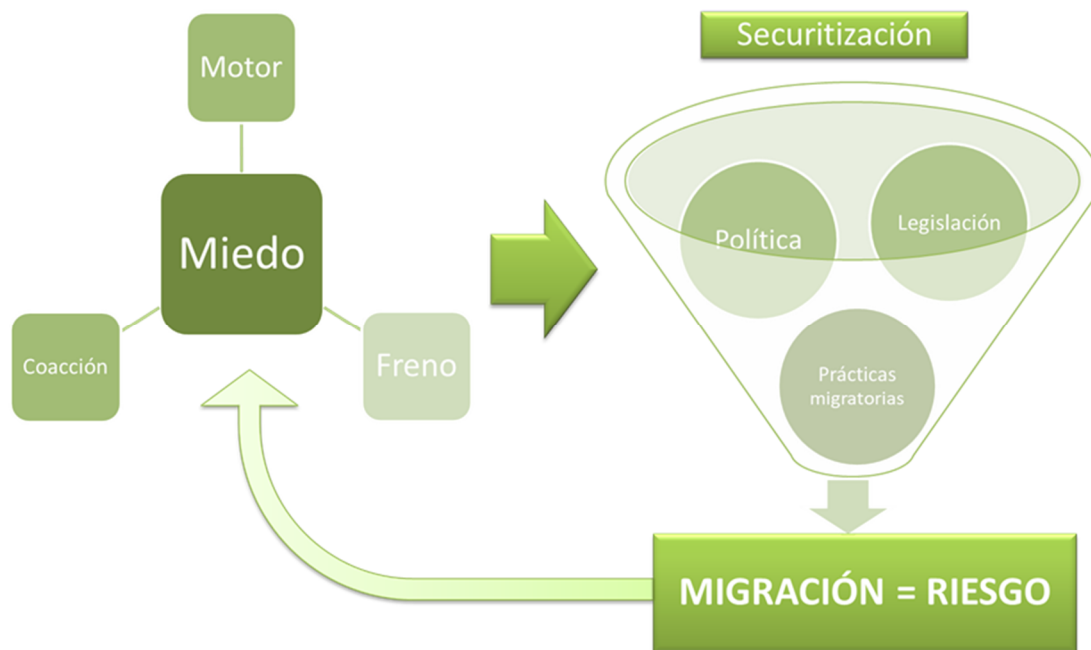 Motor
Miedo
Coacción
Freno
Securitización
Política
Legislación
Prácticas
migratorias
MIGRACIÓN = RIESGO